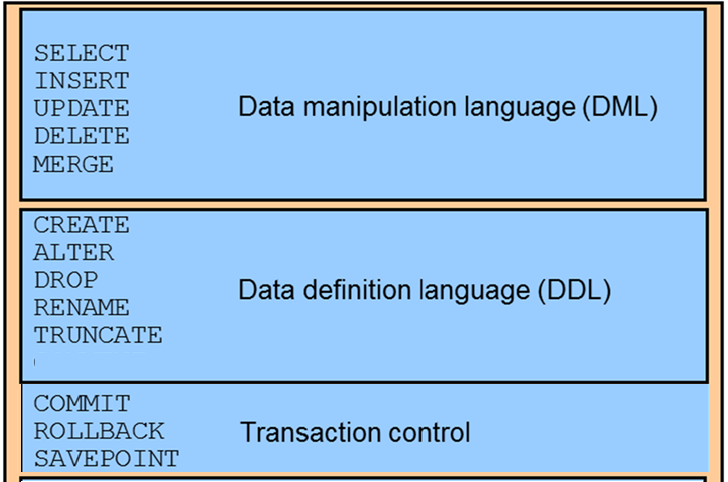 SELECT
INSERT
UPDATE
DELETE
MERGE
Data manipulation language (DML)
CREATE
ALTER
DROP
RENAME
TRUNCATE
Data definition language (DDL)
COMMIT
ROLLBACK
SAVEPOINT
Transaction control